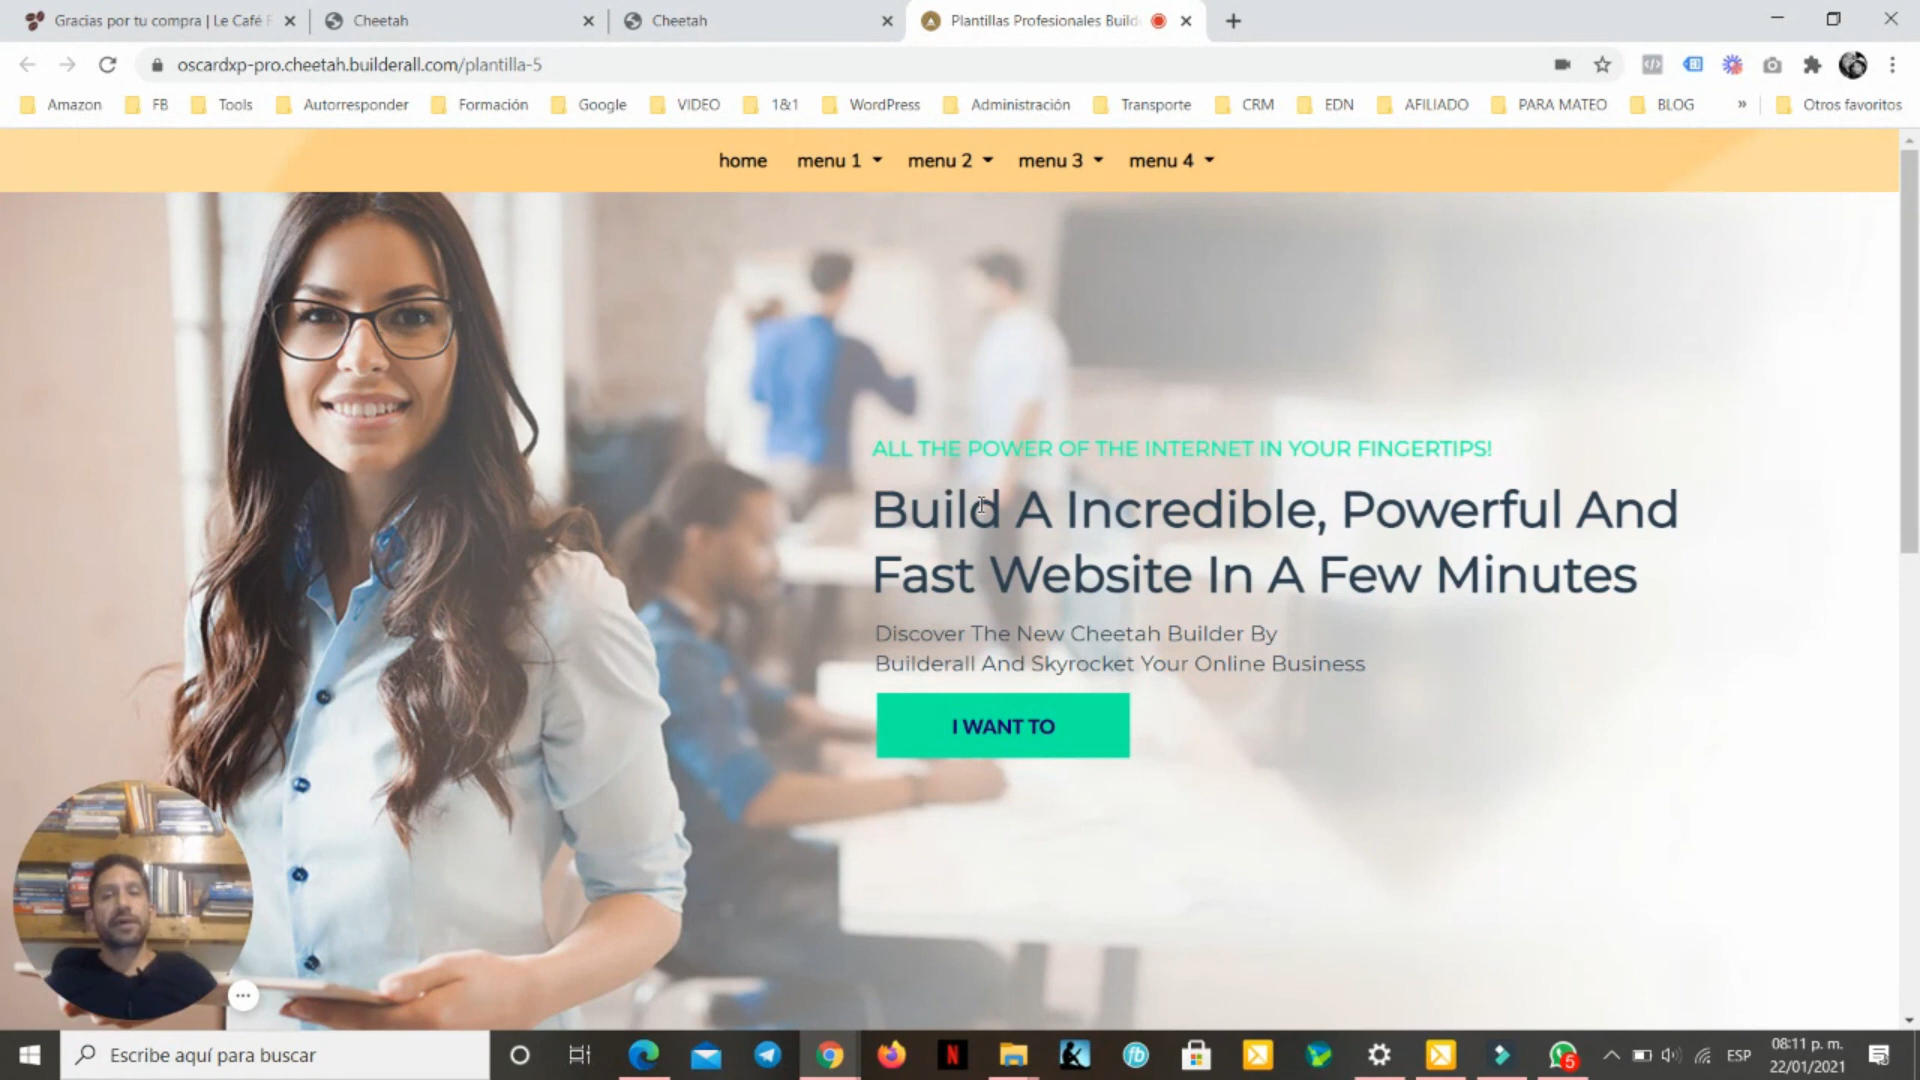 Gracias por tu compra | Le Café F
Cheetah
Cheetah
Plantillas Profesionales Builde
oscardxp-pro.cheetah.builderall.com/plantilla-5
Amazon
FB
Tools
Autorresponder
Formación
Google
VIDEO
1&1
WordPress
Administración
Transporte
CRM
EDN
AFILIADO
PARA MATEO
BLOG
»
Otros favoritos
home
menu 1
menu 2
menu 3
menu 4
ALL THE POWER OF THE INTERNET IN YOUR FINGERTIPS!
Build A Incredible, Powerful And
Fast Website In A Few Minutes
Discover The New Cheetah Builder By
Builderall And Skyrocket Your Online Business
I WANT TO
Escribe aquí para buscar
N
fb
5
ESP
08:11 p. m.
22/01/2021